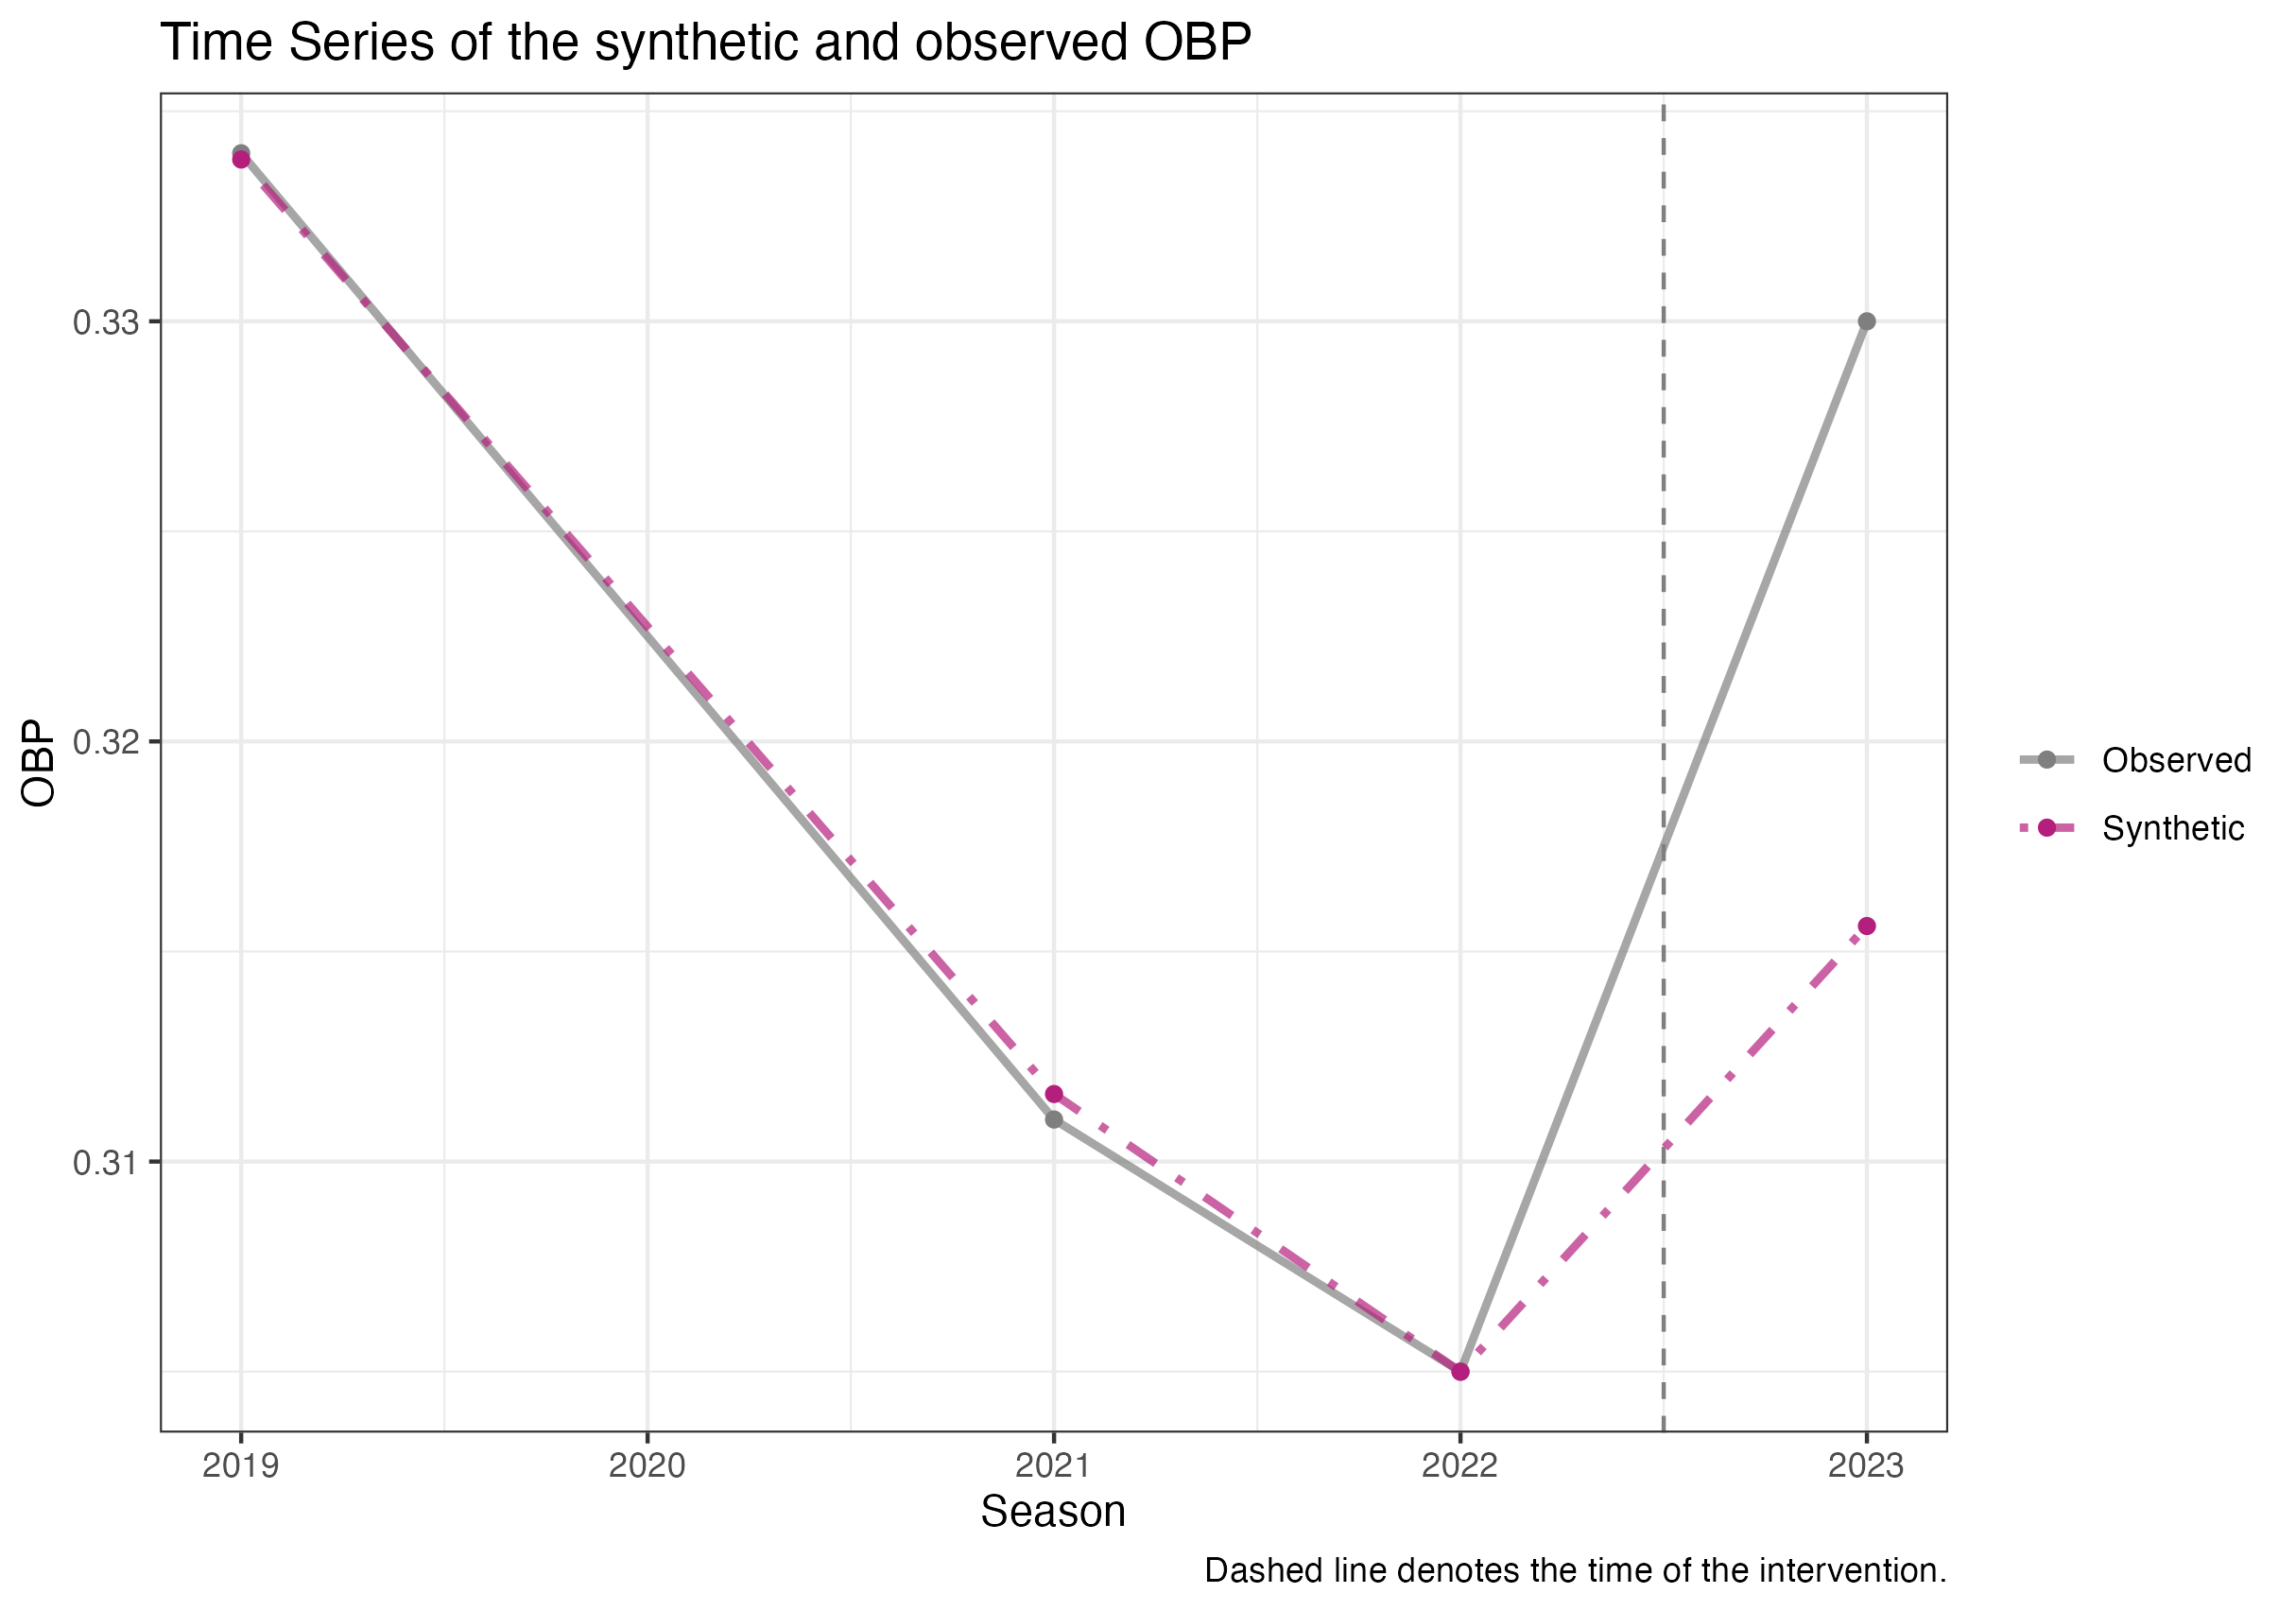 Time Series of the synthetic and observed OBP
OBP
0.33
0.32
0.31
2019
2020
2021
2022
2023
Season
Observed
Synthetic
Dashed line denotes the time of the intervention.